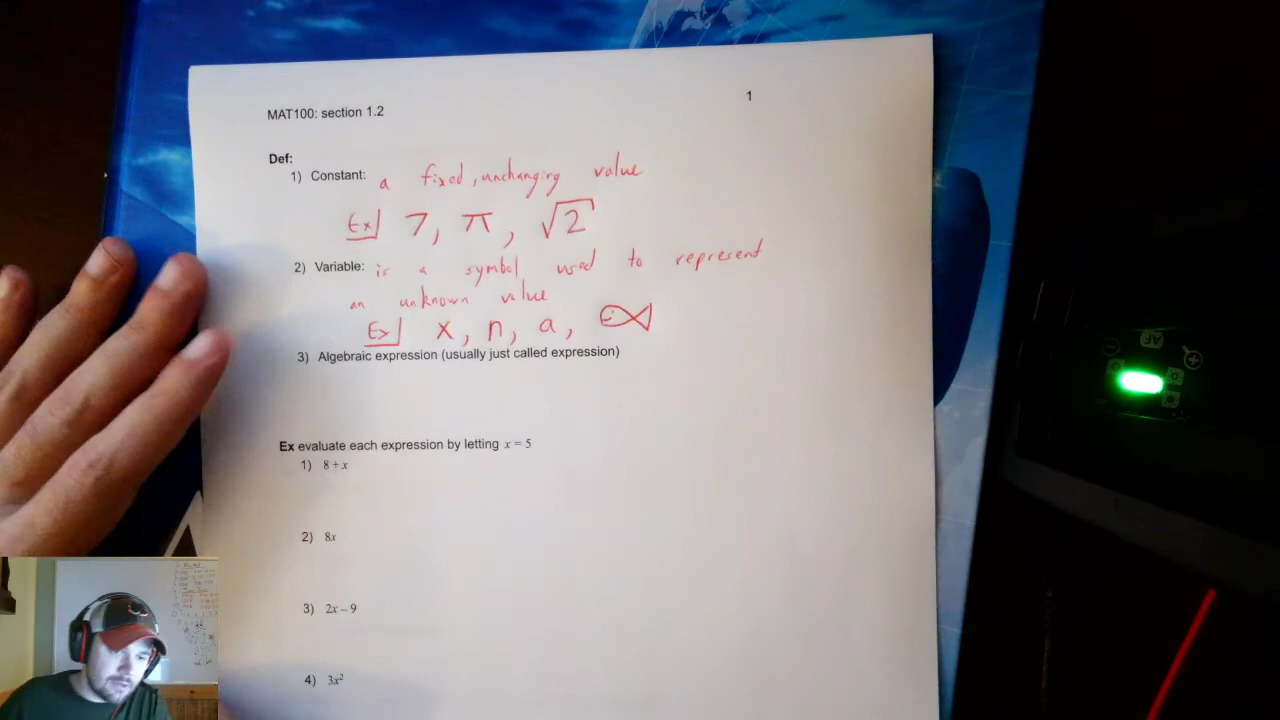 MAT100: section 1.2
1
Def:
1) Constant: a fixed, unchanging value
Ex 7, π, √2
2) Variable: is a symbol used to represent
an unknown value
Ex x, n, a,
3) Algebraic expression (usually just called expression)
Ex evaluate each expression by letting x = 5
1) 8 + x
2) 8x
3) 2x – 9
4) 3x²
AF